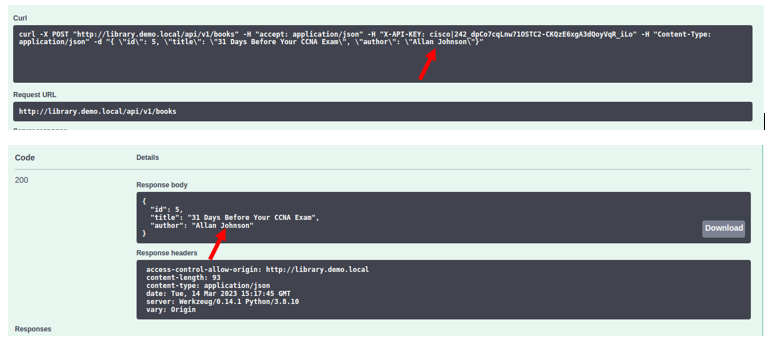 Curl
curl -X POST "http://library.demo.local/api/v1/books" -H "accept: application/json" -H "X-API-KEY: cisco|242_dpCo7cqLnw71OSTC2-CKQzE6xgA3dQoyVqR_iLo" -H "Content-Type:
application/json" -d "{ \"id\": 5, \"title\": \"31 Days Before Your CCNA Exam\", \"author\": \"Allan Johnson\"}"
Request URL
http://library.demo.local/api/v1/books
Server response
Code Details
200
Response body
{
"id": 5,
"title": "31 Days Before Your CCNA Exam",
"author": "Allan Johnson"
}
Download
Response headers
access-control-allow-origin: http://library.demo.local
content-length: 93
content-type: application/json
date: Tue, 14 Mar 2023 15:17:45 GMT
server: Werkzeug/0.14.1 Python/3.8.10
vary: Origin
Responses